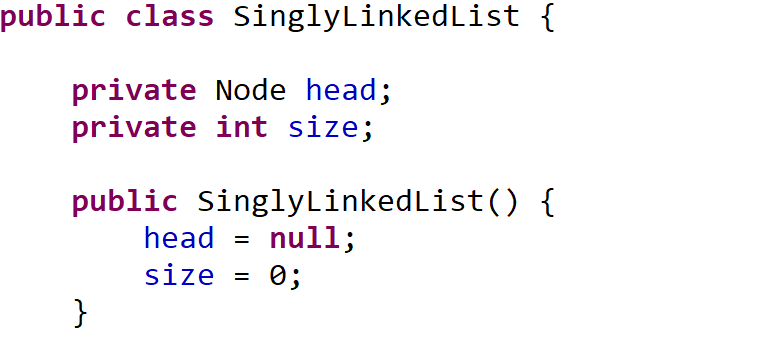 public class SinglyLinkedList {
private Node head;
private int size;
public SinglyLinkedList() {
head = null;
size = 0;
}